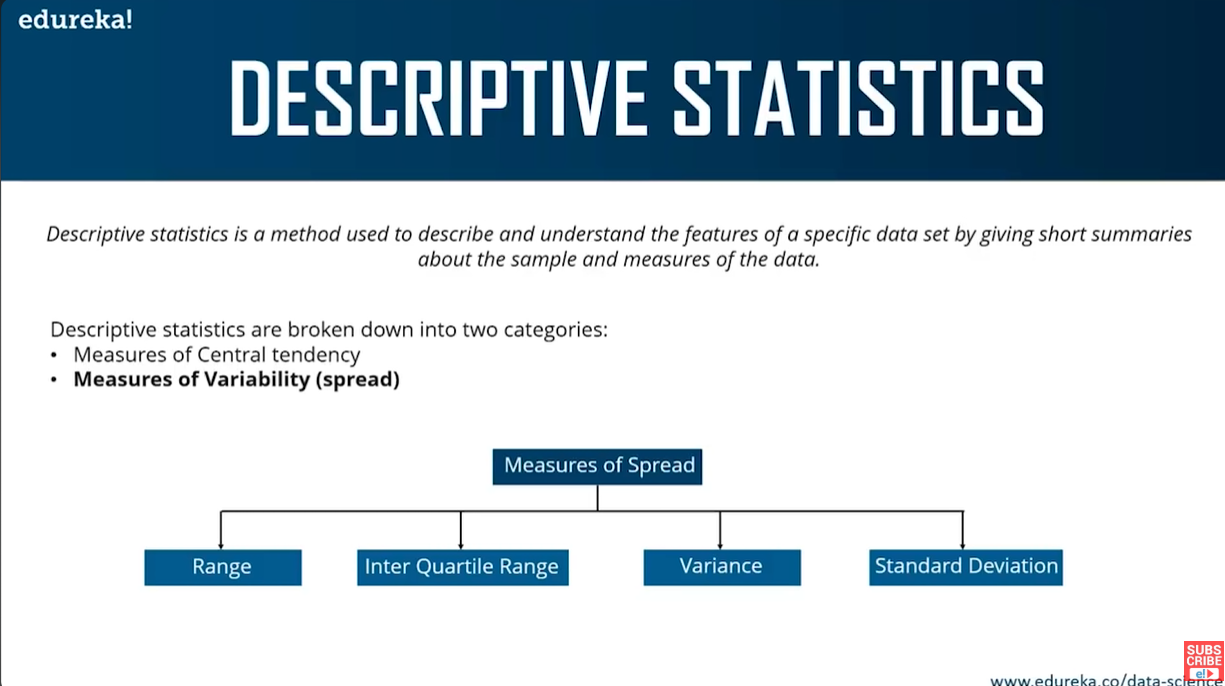 edureka!
DESCRIPTIVE STATISTICS
Descriptive statistics is a method used to describe and understand the features of a specific data set by giving short summaries
about the sample and measures of the data.
Descriptive statistics are broken down into two categories:
• Measures of Central tendency
• Measures of Variability (spread)
Measures of Spread
Range
Inter Quartile Range
Variance
Standard Deviation
SUBS
CRIBE
e!
www.edureka.co/data-science